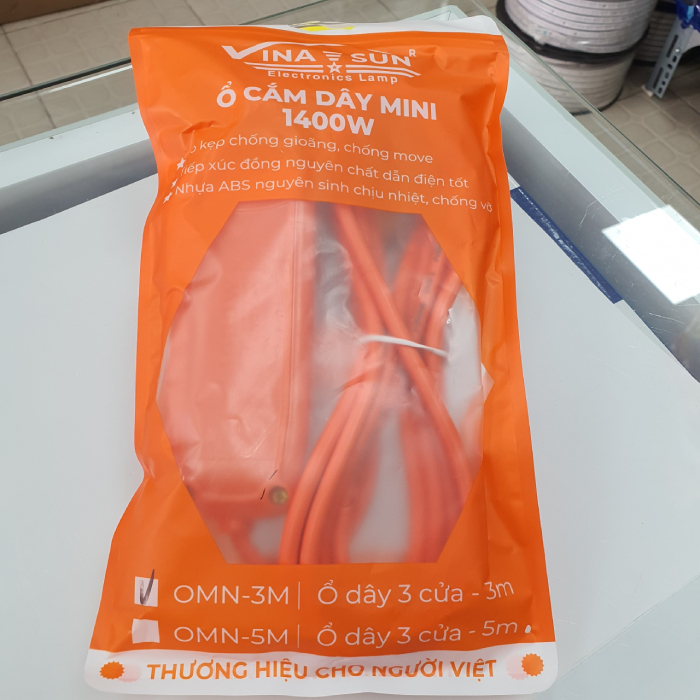 VINA SUN R
Electronics Lamp
Ổ CẮM DÂY MINI
1400W
kẹp chống gioăng, chống move
tiếp xúc đồng nguyên chất dẫn điện tốt
Nhựa ABS nguyên sinh chịu nhiệt, chống vỡ
OMN-3M | Ổ dây 3 cửa - 3m
OMN-5M | Ổ dây 3 cửa - 5m
THƯƠNG HIỆU CHO NGƯỜI VIỆT